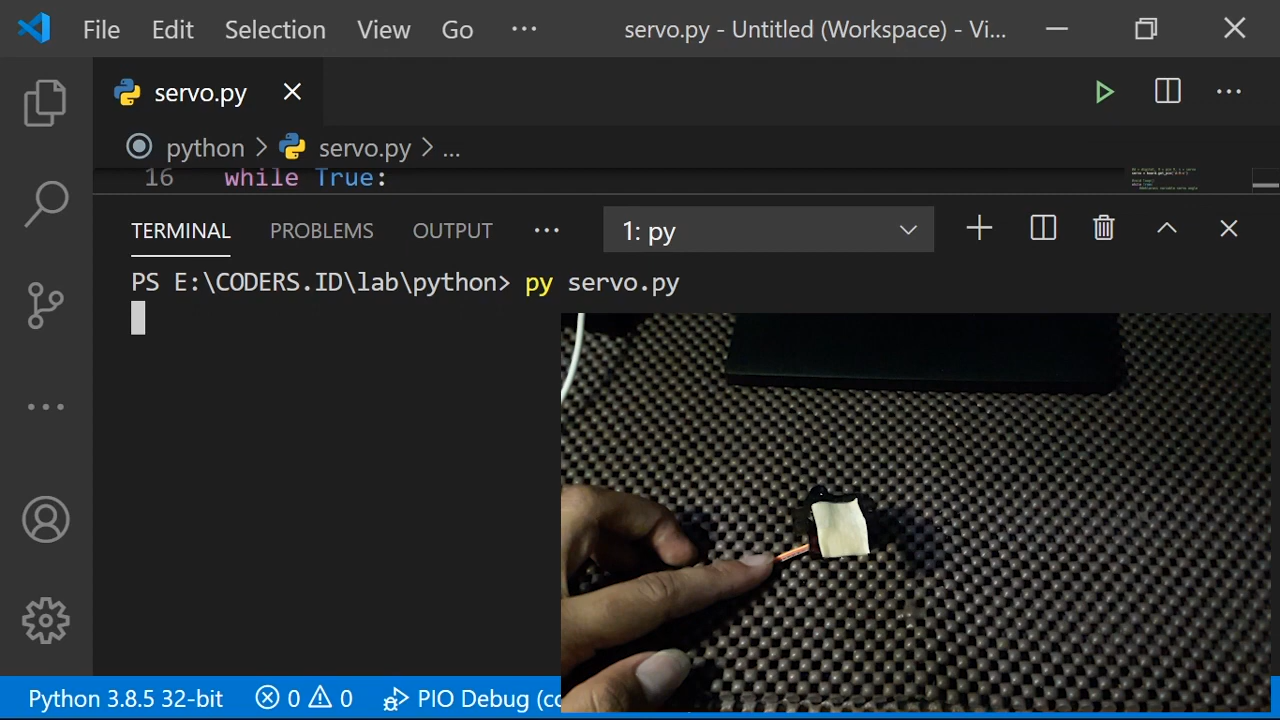 File Edit Selection View Go ... servo.py - Untitled (Workspace) - Vi...
servo.py
python > servo.py > ...
16 while True:
TERMINAL PROBLEMS OUTPUT ... 1: py
PS E:\CODERS.ID\lab\python> py servo.py
Python 3.8.5 32-bit 0 0 PIO Debug (co